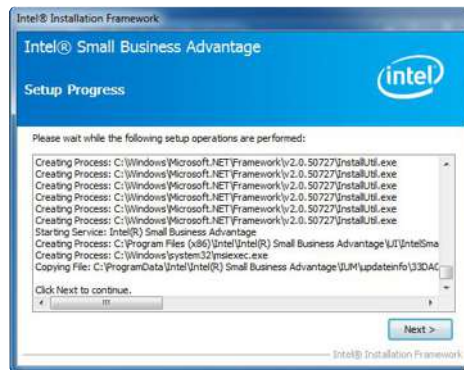 Intel® Installation Framework
Intel® Small Business Advantage
Setup Progress
intel
Please wait while the following setup operations are performed:
Creating Process: C:\Windows\Microsoft.NET\Framework\v2.0.50727\InstallUtil.exe
Creating Process: C:\Windows\Microsoft.NET\Framework\v2.0.50727\InstallUtil.exe
Creating Process: C:\Windows\Microsoft.NET\Framework\v2.0.50727\InstallUtil.exe
Creating Process: C:\Windows\Microsoft.NET\Framework\v2.0.50727\InstallUtil.exe
Creating Process: C:\Windows\Microsoft.NET\Framework\v2.0.50727\InstallUtil.exe
Creating Process: C:\Windows\Microsoft.NET\Framework\v2.0.50727\InstallUtil.exe
Starting Service: Intel(R) Small Business Advantage
Creating Process: C:\Program Files (x86)\Intel\Intel(R) Small Business Advantage\UI\IntelSma
Creating Process: C:\Windows\system32\msiexec.exe
Copying File: C:\ProgramData\Intel\Intel(R) Small Business Advantage\IUM\updateinfo\33DAC
Click Next to continue.
Next >
Intel® Installation Framework